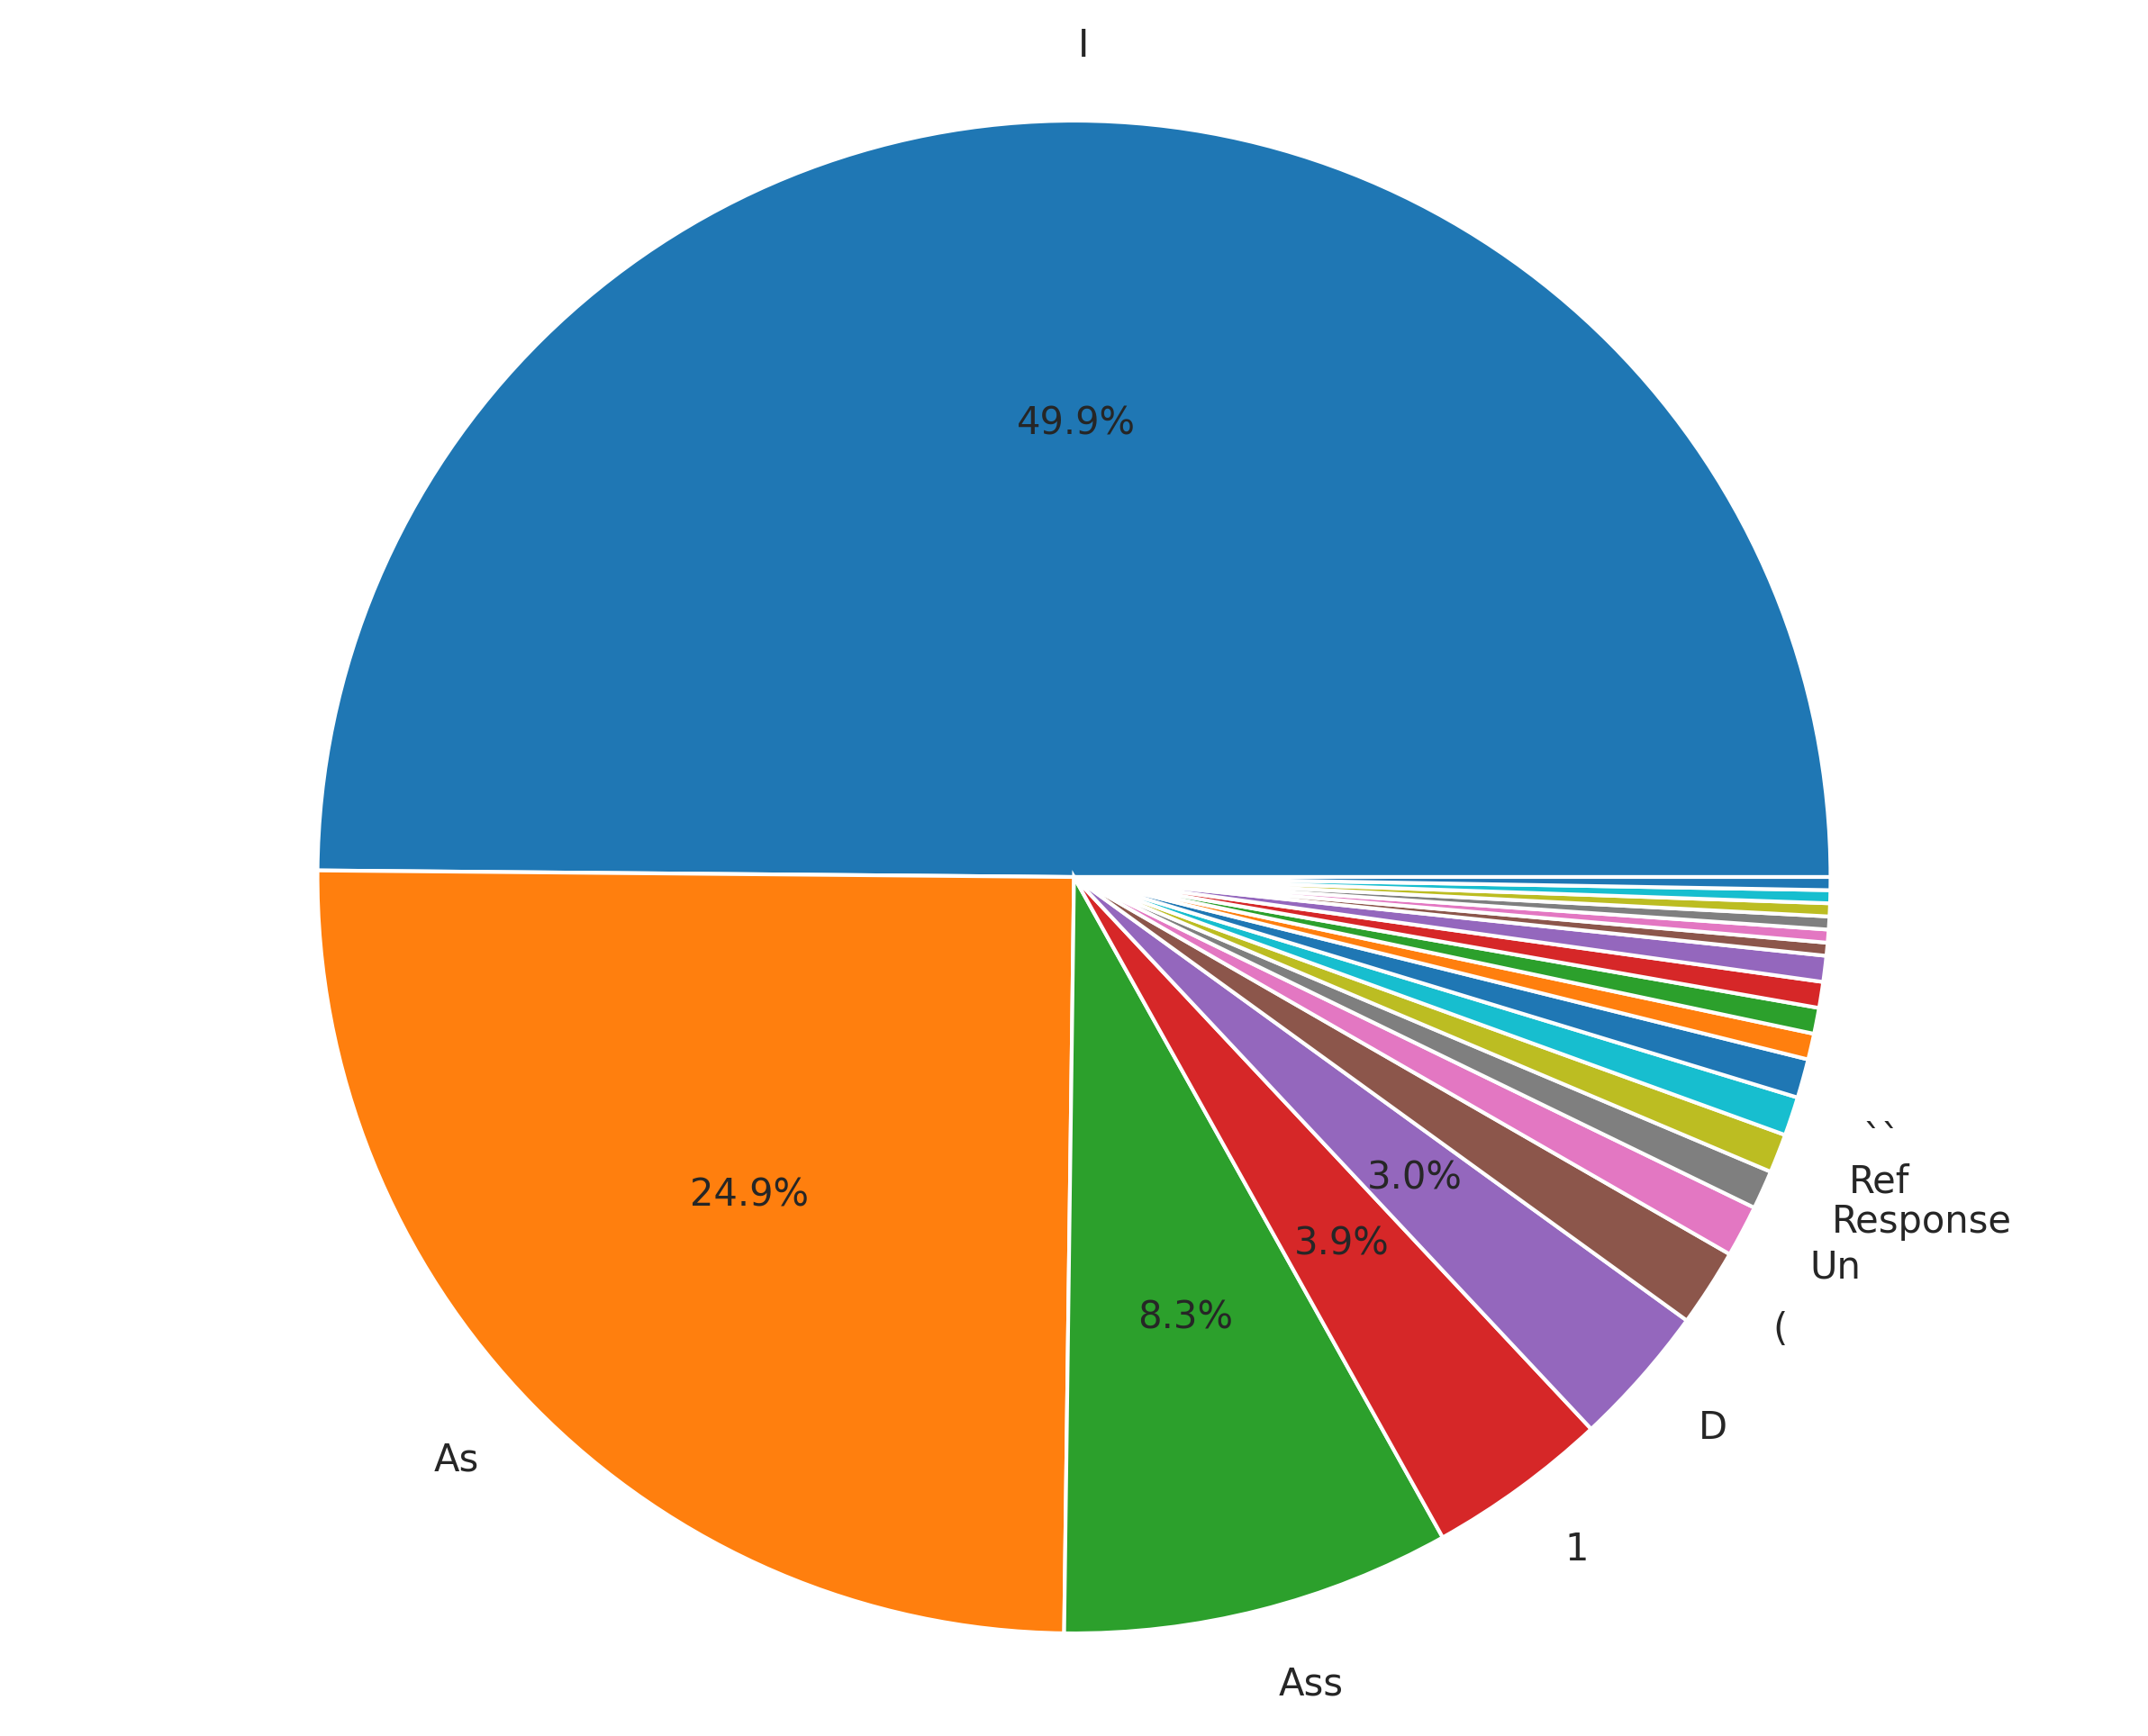 I
49.9%
24.9%
8.3%
3.9%
3.0%
``
Ref
Response
Un
(
D
1
Ass
As